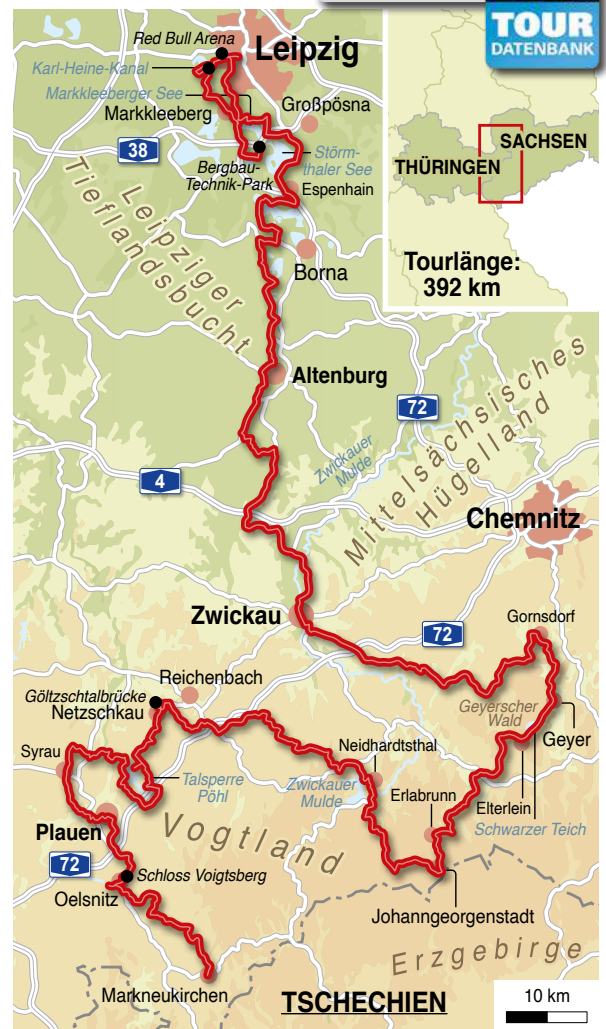 TOUR
DATENBANK
Red Bull Arena
Leipzig
Karl-Heine-Kanal
Markkleeberger See
Großpösna
Markkleeberg
38
Bergbau-
Technik-Park
Störm-
thaler See
Espenhain
THÜRINGEN
SACHSEN
Tourlänge:
392 km
Leipziger
Tieflandsbucht
Borna
Altenburg
72
4
Zwickauer
Mulde
Mittelsächsisches
Hügelland
Chemnitz
Zwickau
72
Gornsdorf
Reichenbach
Göltzschtalbrücke
Netzschkau
Geyerscher
Wald
Geyer
Syrau
Talsperre
Pöhl
Neidhardtsthal
Zwickauer
Mulde
Erlabrunn
Elterlein
Schwarzer Teich
Plauen
Vogtland
72
Schloss Voigtsberg
Oelsnitz
Johanngeorgenstadt
Erzgebirge
Markneukirchen
TSCHECHIEN
10 km